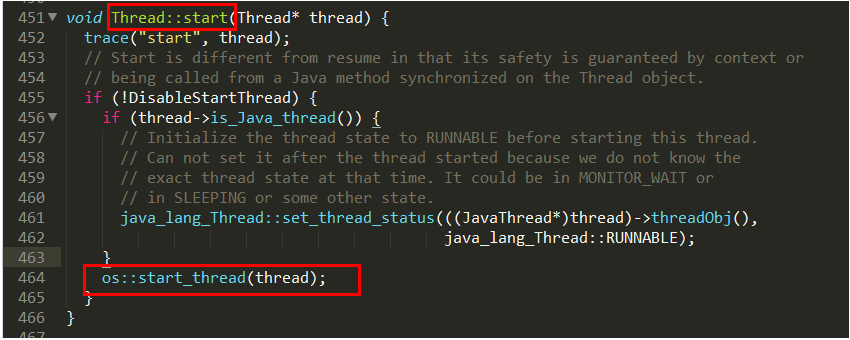 451 void Thread::start(Thread* thread) {
452 trace("start", thread);
453 // Start is different from resume in that its safety is guaranteed by context or
454 // being called from a Java method synchronized on the Thread object.
455 if (!DisableStartThread) {
456 if (thread->is_Java_thread()) {
457 // Initialize the thread state to RUNNABLE before starting this thread.
458 // Can not set it after the thread started because we do not know the
459 // exact thread state at that time. It could be in MONITOR_WAIT or
460 // in SLEEPING or some other state.
461 java_lang_Thread::set_thread_status(((JavaThread*)thread)->threadObj(),
462 java_lang_Thread::RUNNABLE);
463 }
464 os::start_thread(thread);
465 }
466 }